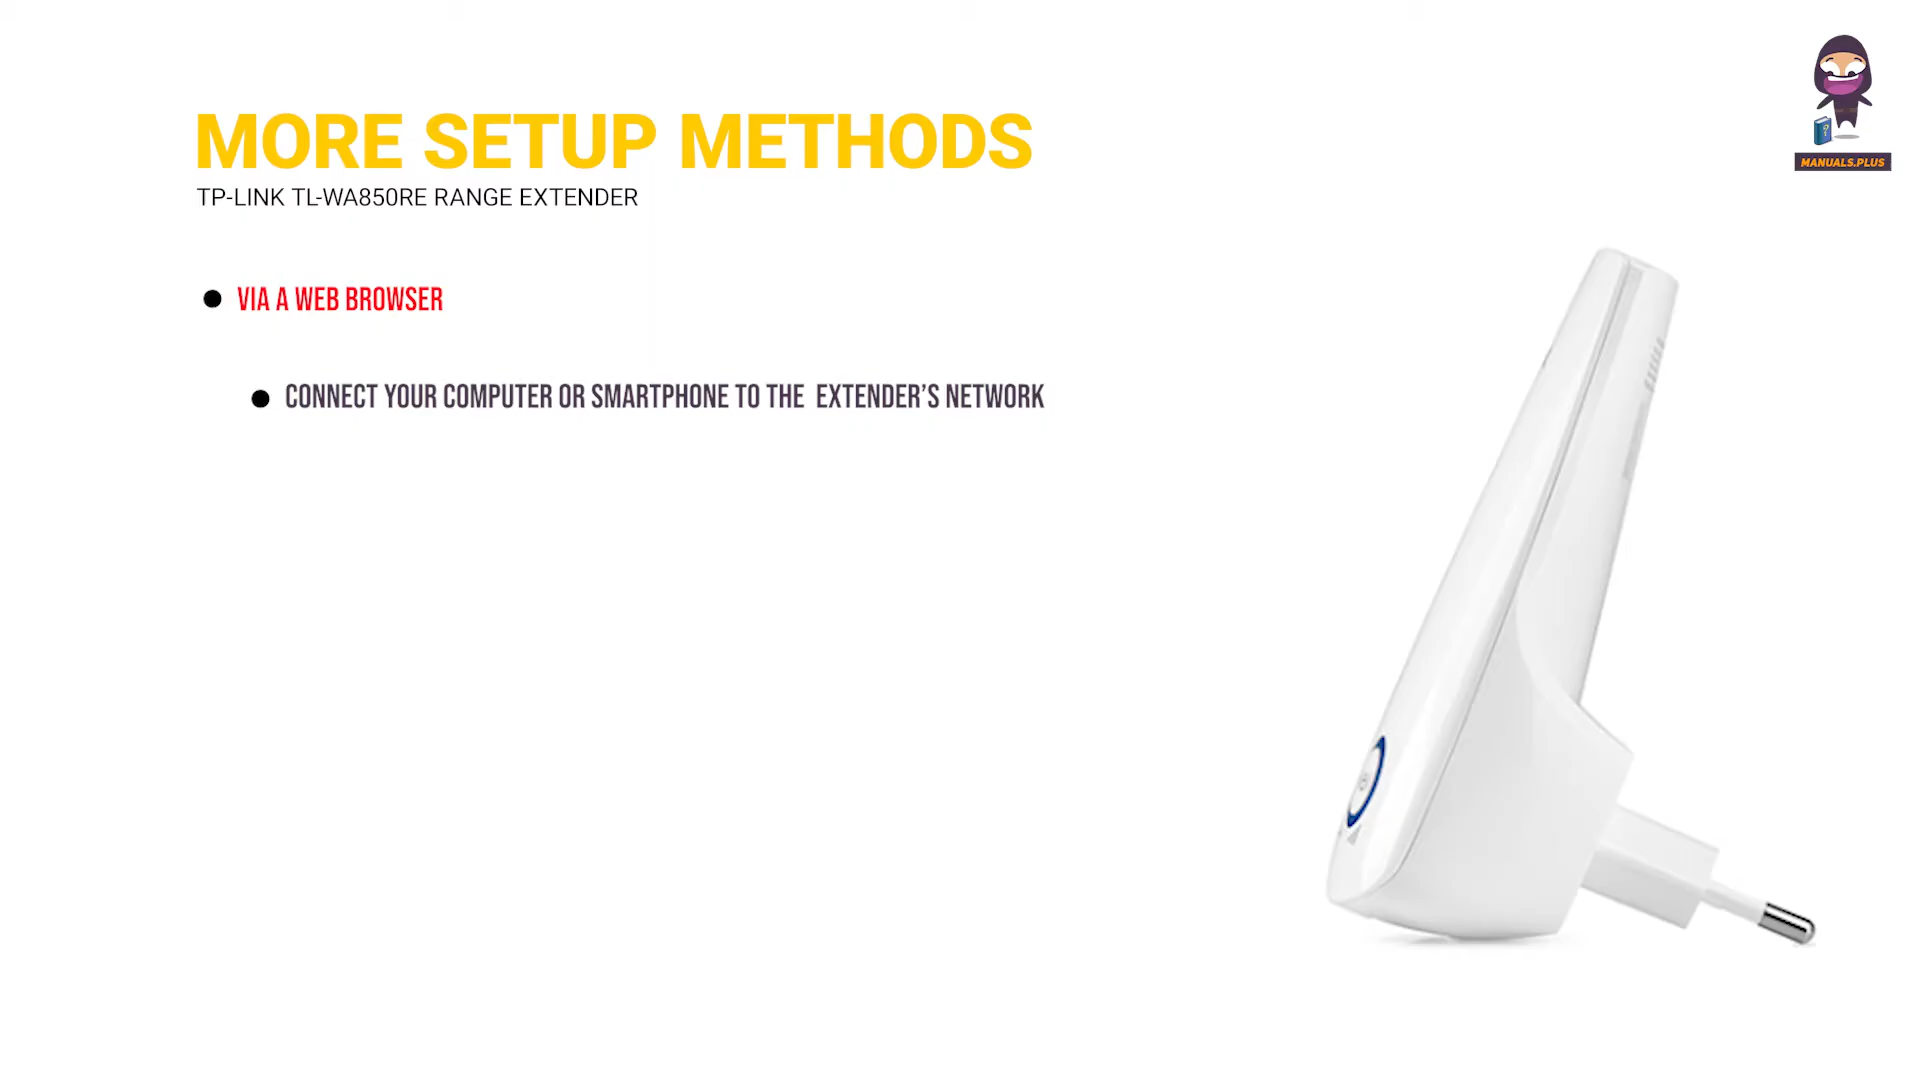 MORE SETUP METHODS
TP-LINK TL-WA850RE RANGE EXTENDER
VIA A WEB BROWSER
CONNECT YOUR COMPUTER OR SMARTPHONE TO THE EXTENDER'S NETWORK
?
MANUALS.PLUS